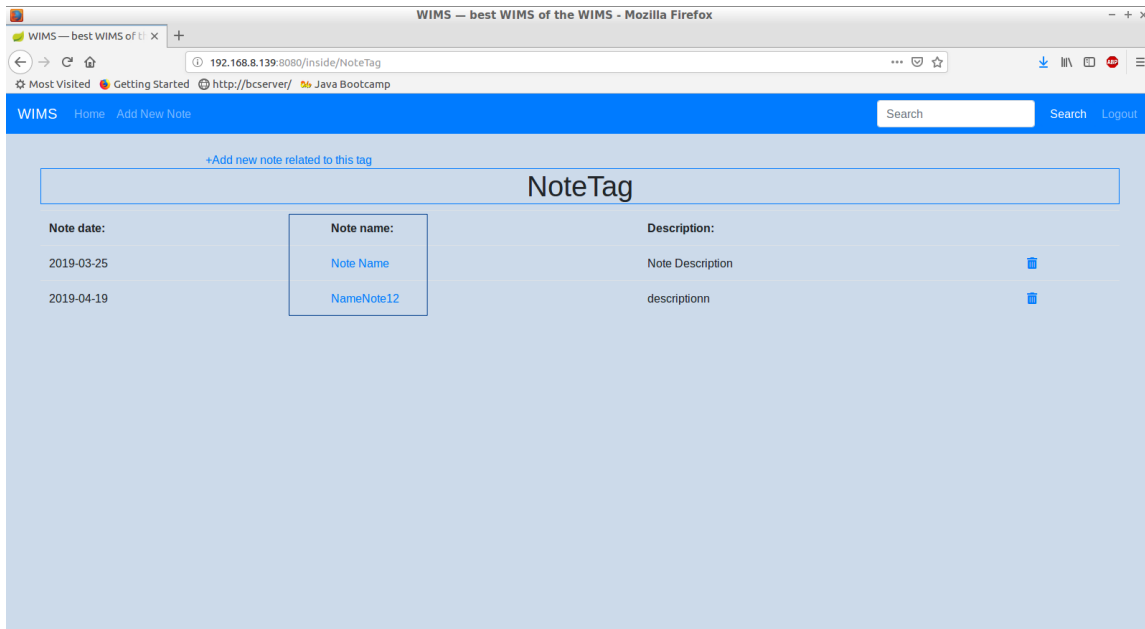 WIMS — best WIMS of the WIMS - Mozilla Firefox
WIMS — best WIMS of t
192.168.8.139:8080/inside/NoteTag
Most Visited Getting Started http://bcserver/ Java Bootcamp
WIMS Home Add New Note Search Search Logout
+Add new note related to this tag
NoteTag
Note date: Note name: Description:
2019-03-25 Note Name Note Description
2019-04-19 NameNote12 descriptionn